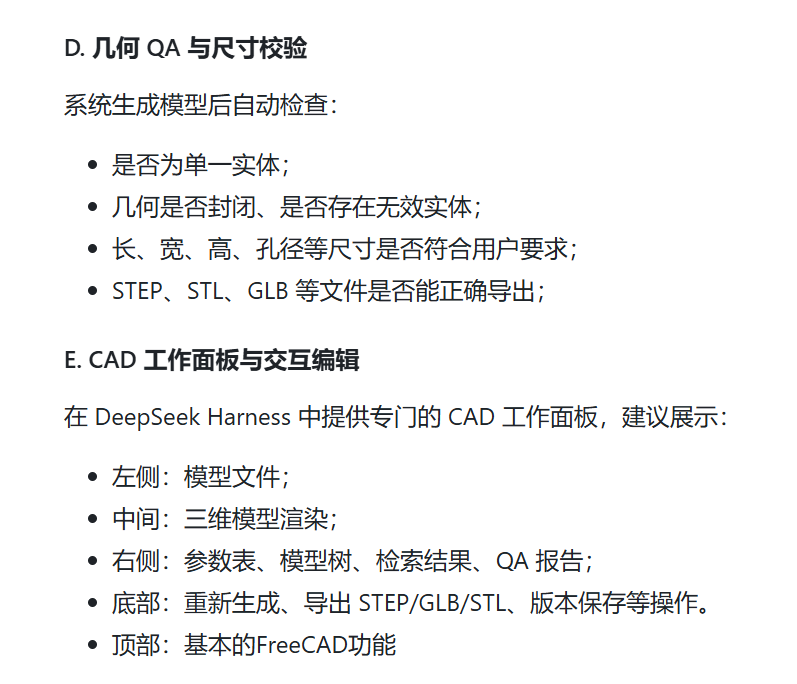 D. 几何 QA 与尺寸校验
系统生成模型后自动检查：
是否为单一实体；
几何是否封闭、是否存在无效实体；
长、宽、高、孔径等尺寸是否符合用户要求；
STEP、STL、GLB 等文件是否能正确导出；
E. CAD 工作面板与交互编辑
在 DeepSeek Harness 中提供专门的 CAD 工作面板，建议展示：
左侧：模型文件；
中间：三维模型渲染；
右侧：参数表、模型树、检索结果、QA 报告；
底部：重新生成、导出 STEP/GLB/STL、版本保存等操作。
顶部：基本的FreeCAD功能